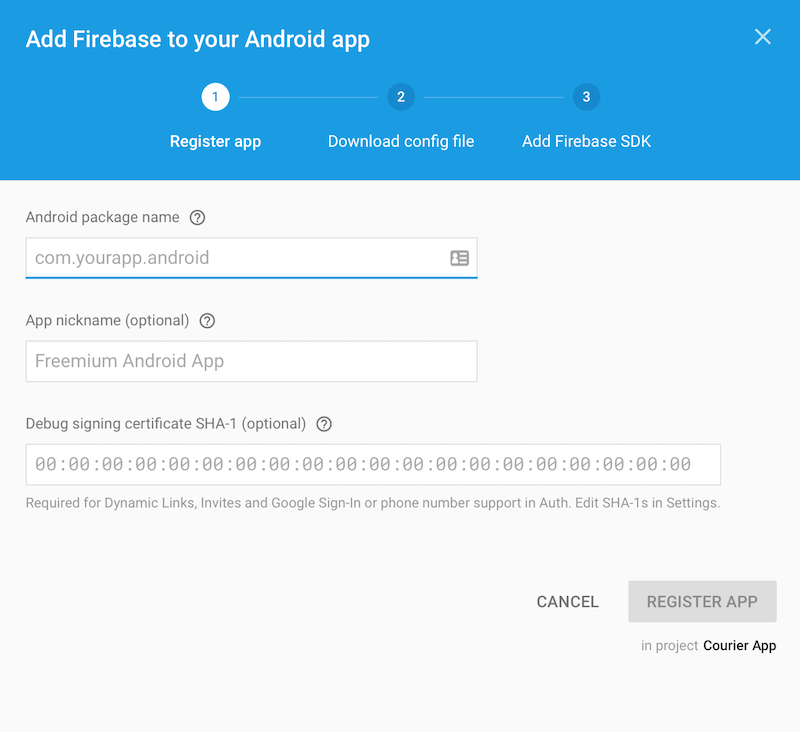 Add Firebase to your Android app
1
2
3
Register app
Download config file
Add Firebase SDK
Android package name ?
com.yourapp.android
App nickname (optional) ?
Freemium Android App
Debug signing certificate SHA-1 (optional) ?
00:00:00:00:00:00:00:00:00:00:00:00:00:00:00:00:00:00:00:00
Required for Dynamic Links, Invites and Google Sign-In or phone number support in Auth. Edit SHA-1s in Settings.
CANCEL
REGISTER APP
in project Courier App